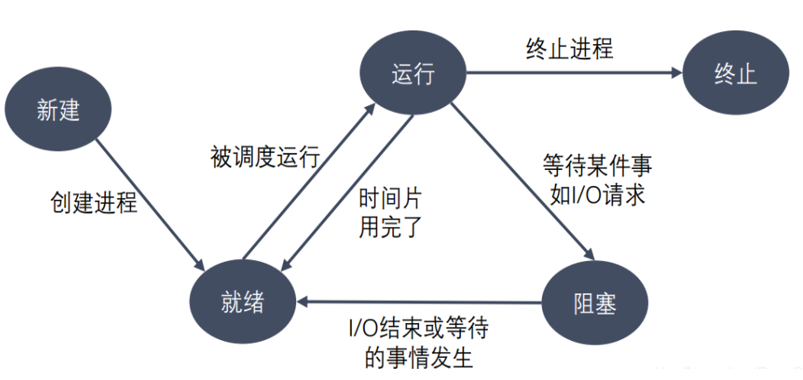 运行
终止进程
终止
新建
被调度运行
时间片
用完了
等待某件事
如I/O请求
创建进程
就绪
阻塞
I/O结束或等待
的事情发生